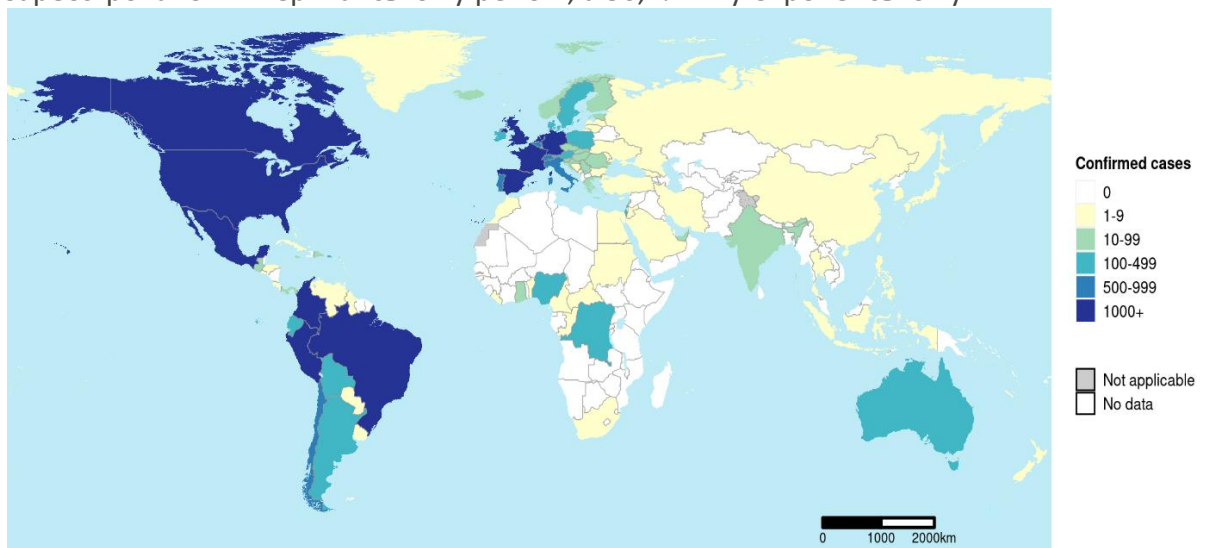 Confirmed cases
0
1-9
10-99
100-499
500-999
1000+
Not applicable
No data
0 1000 2000km